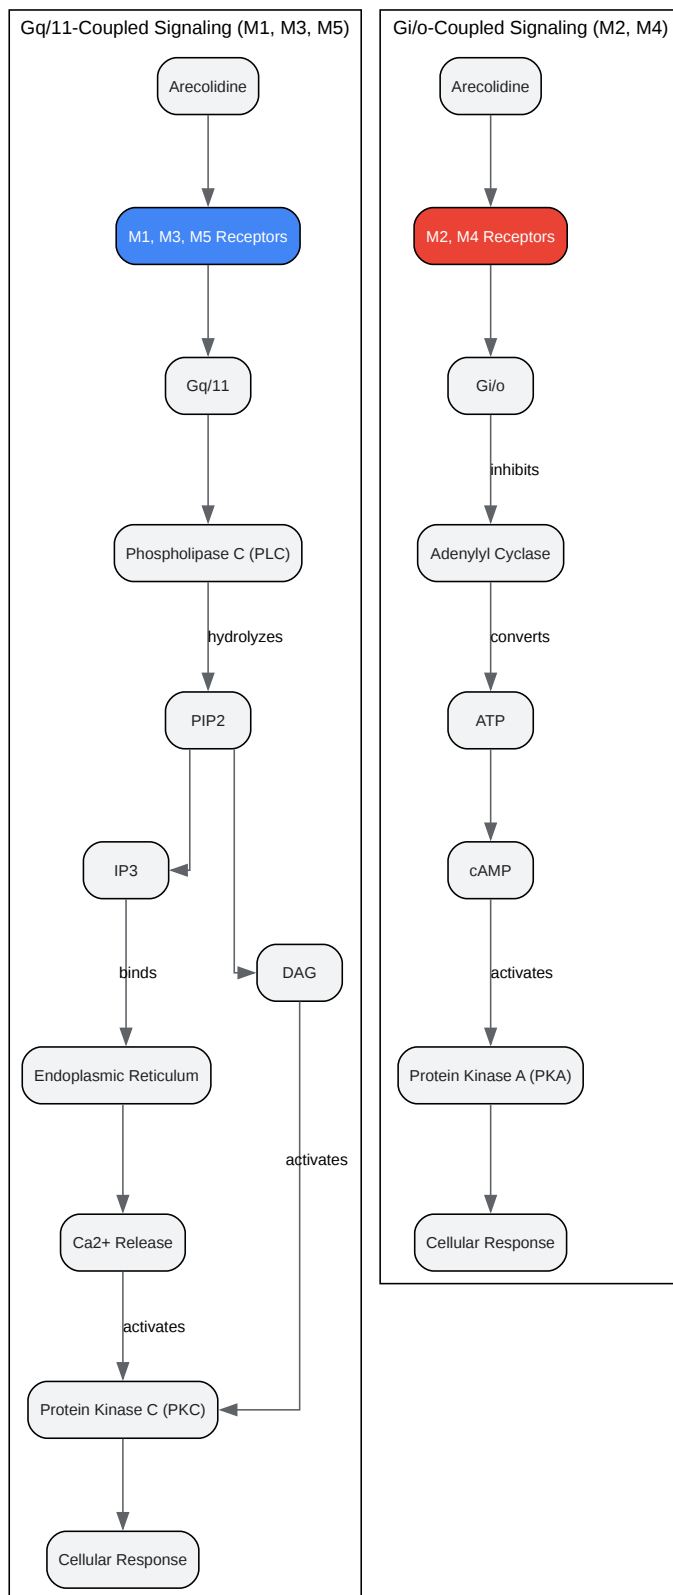 Gq/11-Coupled Signaling (M1, M3, M5)
Arecolidine
M1, M3, M5 Receptors
Gq/11
Phospholipase C (PLC)
hydrolyzes
PIP2
IP3
DAG
binds
Endoplasmic Reticulum
activates
Ca2+ Release
activates
Protein Kinase C (PKC)
Cellular Response
Gi/o-Coupled Signaling (M2, M4)
Arecolidine
M2, M4 Receptors
Gi/o
inhibits
Adenylyl Cyclase
converts
ATP
cAMP
activates
Protein Kinase A (PKA)
Cellular Response